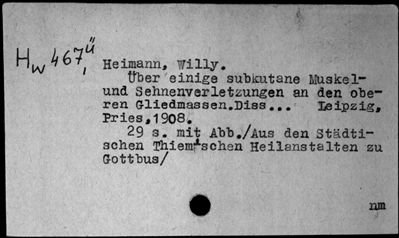 Hw 467,ü
Heimann, Willy.
Über einige subkutane Muskel-
und Sehnenverletzungen an den obe-
ren Gliedmassen.Diss... Leipzig,
Pries,1908.
29 s. mit Abb./Aus den Städti-
schen Thiem'schen Heilanstalten zu
Gottbus/
nm